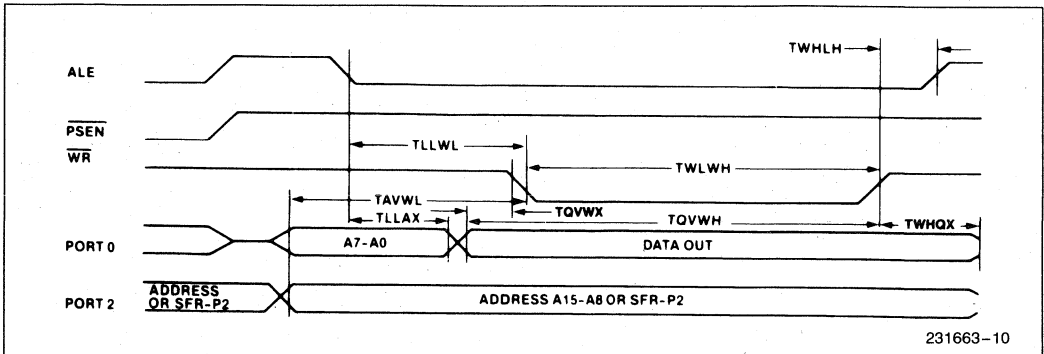 TWHLH
ALE
PSEN
TLLWL
WR
TWLWH
TAVWL
TQVWX
TLLAX
TQVWH
TWHQX
PORT 0
A7-A0
DATA OUT
ADDRESS
OR SFR-P2
PORT 2
ADDRESS A15-A8 OR SFR-P2
231663-10